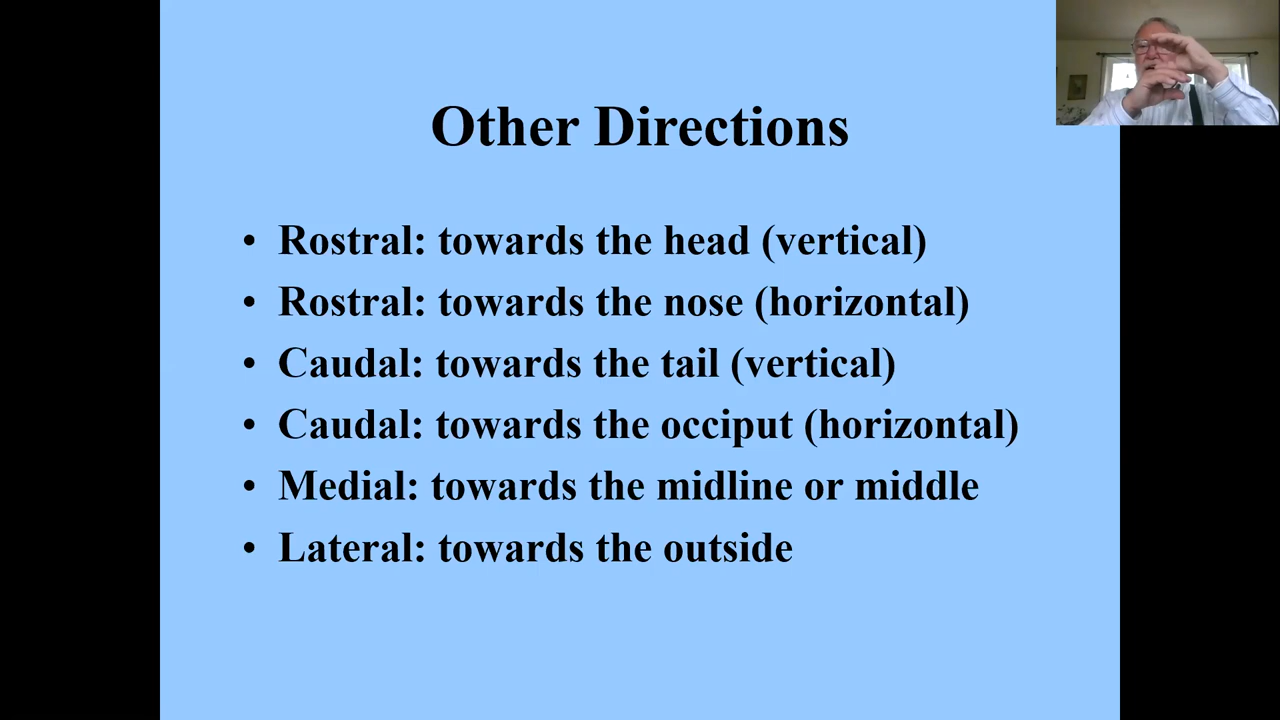 Other Directions
• Rostral: towards the head (vertical)
• Rostral: towards the nose (horizontal)
• Caudal: towards the tail (vertical)
• Caudal: towards the occiput (horizontal)
• Medial: towards the midline or middle
• Lateral: towards the outside